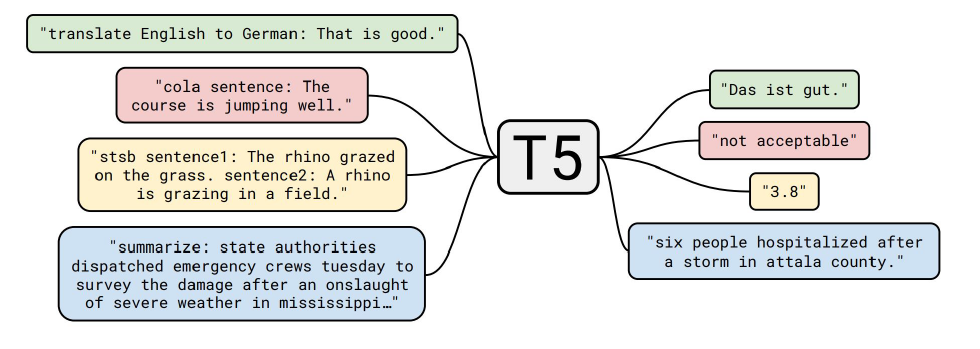 "translate English to German: That is good."
"cola sentence: The
course is jumping well."
"stsb sentence1: The rhino grazed
on the grass. sentence2: A rhino
is grazing in a field."
"summarize: state authorities
dispatched emergency crews tuesday to
survey the damage after an onslaught
of severe weather in mississippi…"
T5
"Das ist gut."
"not acceptable"
"3.8"
"six people hospitalized after
a storm in attala county."